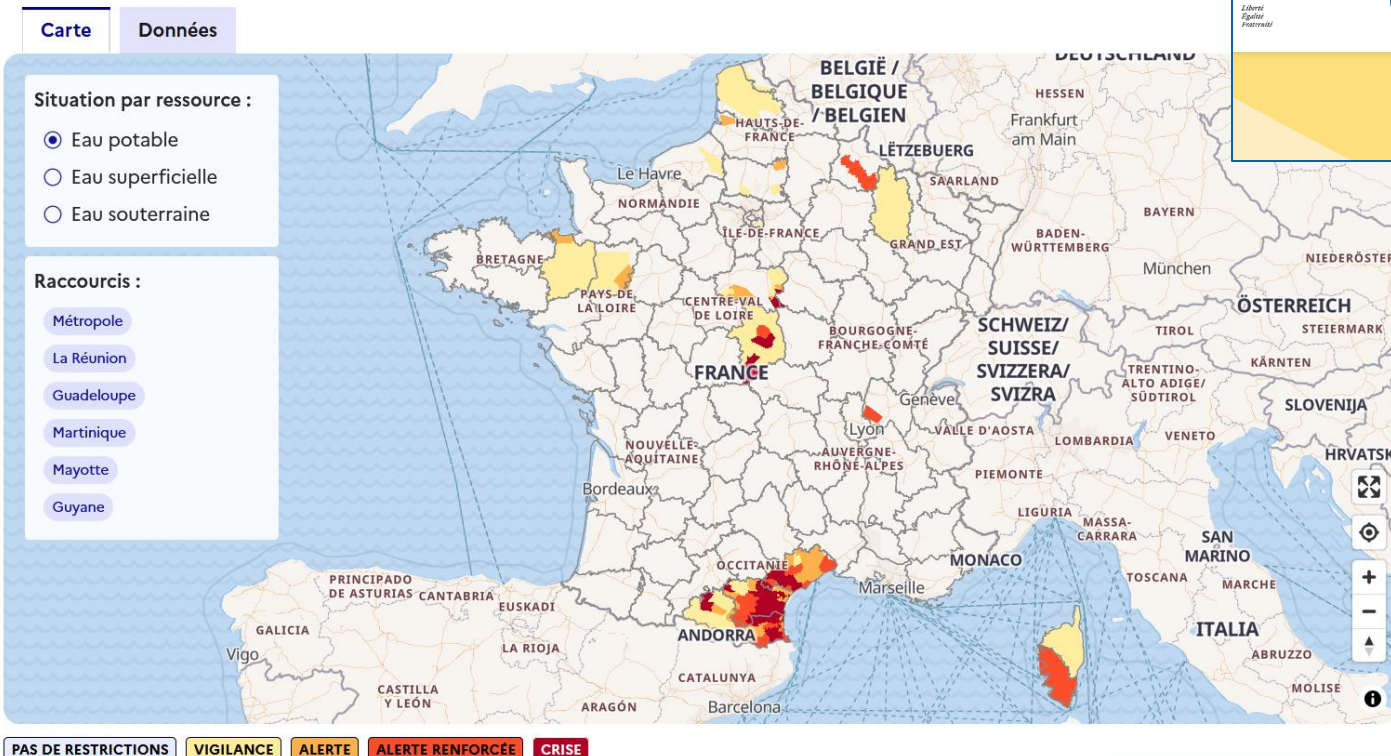 Carte
Données
Liberté
Égalité
Fraternité
Situation par ressource :
Eau potable
Eau superficielle
Eau souterraine
Raccourcis :
Métropole
La Réunion
Guadeloupe
Martinique
Mayotte
Guyane
BELGIË /
BELGIQUE
/ BELGIEN
DEUTSCHLAND
HESSEN
Frankfurt
am Main
HAUTS-DE-
FRANCE
LËTZEBUERG
SAARLAND
Le Havre
NORMANDIE
BAYERN
ÎLE-DE-FRANCE
GRAND EST
BADEN-
WÜRTTEMBERG
BRETAGNE
München
NIEDERÖSTER
PAYS DE
LA LOIRE
CENTRE-VAL
DE LOIRE
BOURGOGNE-
FRANCHE-COMTÉ
SCHWEIZ/
SUISSE/
SVIZZERA/
SVIZRA
ÖSTERREICH
TIROL
STEIERMARK
KÄRNTEN
FRANCE
TRENTINO-
ALTO ADIGE/
SÜDTIROL
Genève
SLOVENIJA
Lyon
VALLE D'AOSTA
LOMBARDIA
VENETO
NOUVELLE-
AQUITAINE
AUVERGNE-
RHÔNE-ALPES
HRVATSK
PIEMONTE
Bordeaux
LIGURIA
MASSA-
CARRARA
SAN
MARINO
OCCITANIE
MONACO
Marseille
TOSCANA
MARCHE
PRINCIPADO
DE ASTURIAS
CANTABRIA
EUSKADI
GALICIA
ANDORRA
ITALIA
Vigo
LA RIOJA
ABRUZZO
CATALUNYA
CASTILLA
Y LEÓN
ARAGÓN
Barcelona
MOLISE
PAS DE RESTRICTIONS
VIGILANCE
ALERTE
ALERTE RENFORCÉE
CRISE